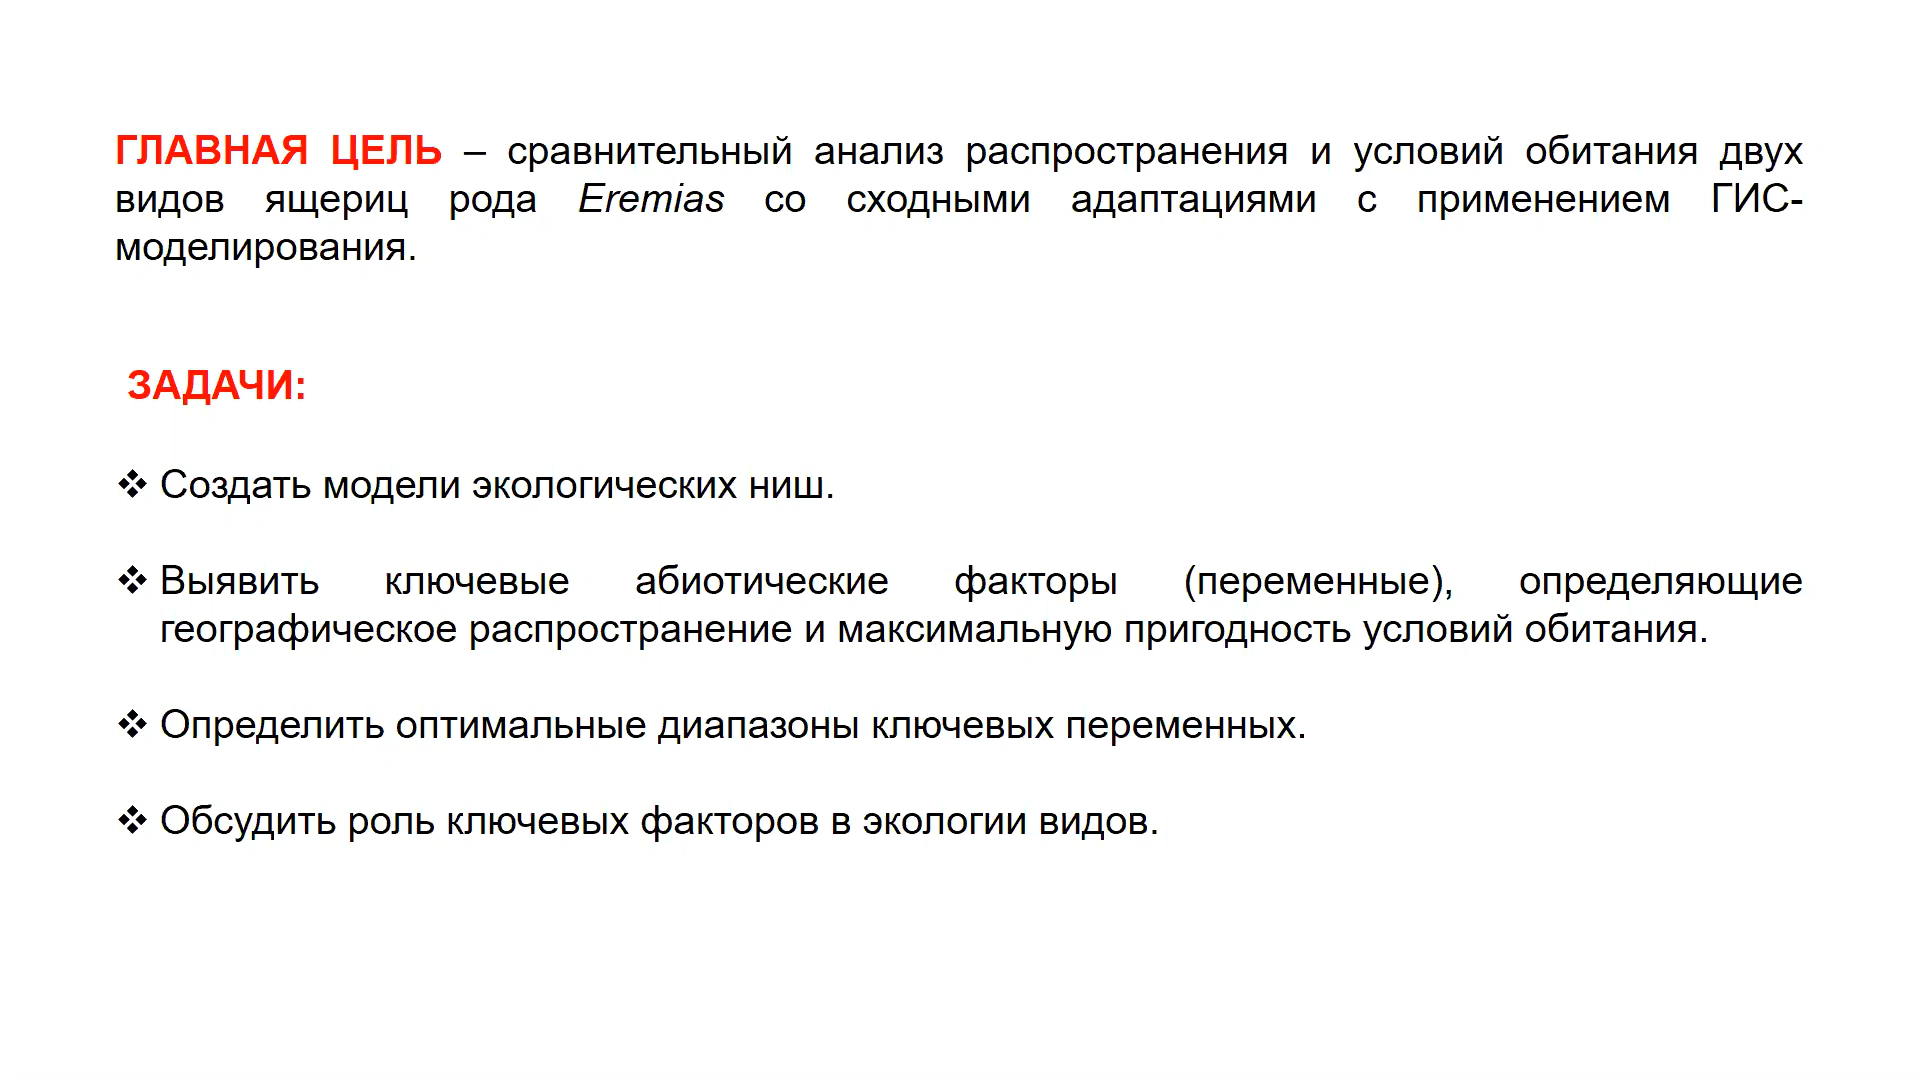 ГЛАВНАЯ ЦЕЛЬ – сравнительный анализ распространения и условий обитания двух
видов ящериц рода Eremias со сходными адаптациями с применением ГИС-
моделирования.
ЗАДАЧИ:
❖ Создать модели экологических ниш.
❖ Выявить ключевые абиотические факторы (переменные), определяющие
географическое распространение и максимальную пригодность условий обитания.
❖ Определить оптимальные диапазоны ключевых переменных.
❖ Обсудить роль ключевых факторов в экологии видов.